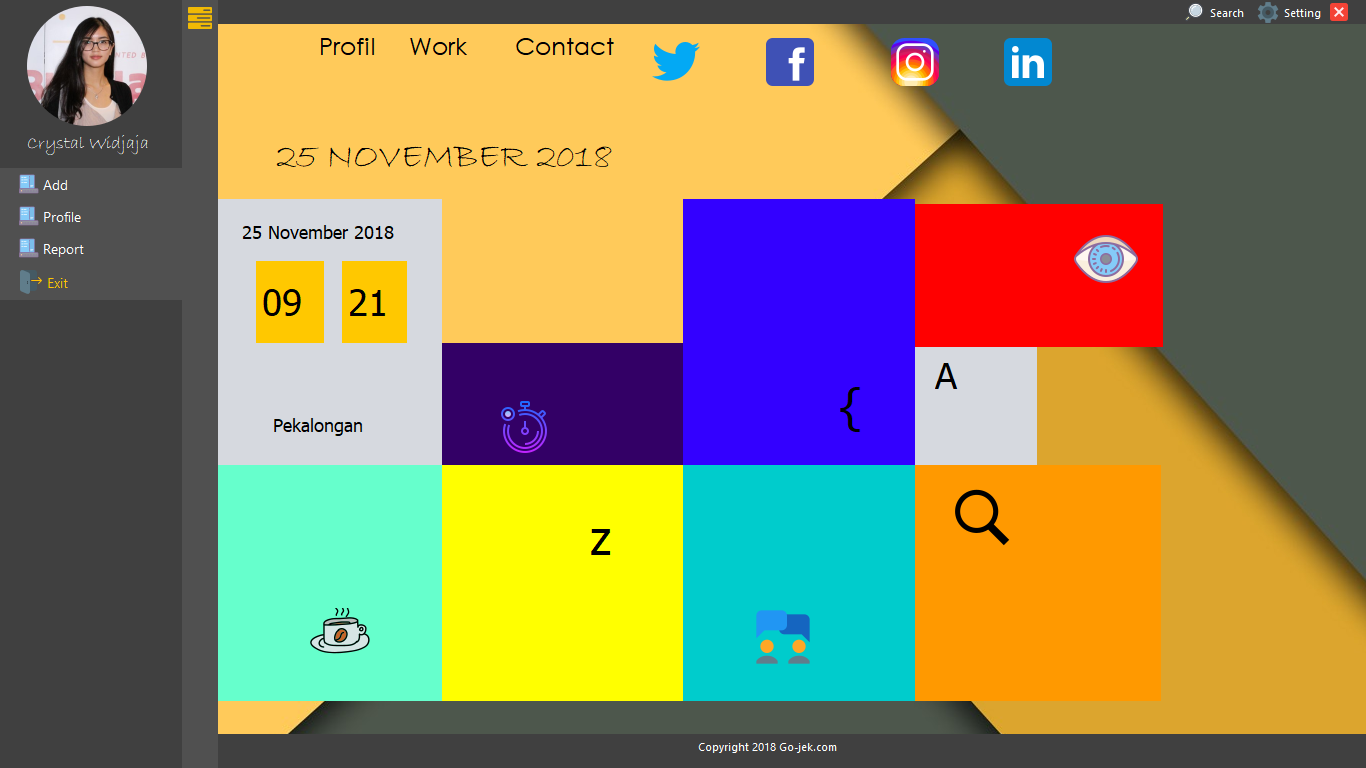 Search Setting
Profil Work Contact
Crystal Widjaja
25 NOVEMBER 2018
Add
Profile
Report
Exit
25 November 2018
09 21
Pekalongan
{
A
z
Copyright 2018 Go-jek.com